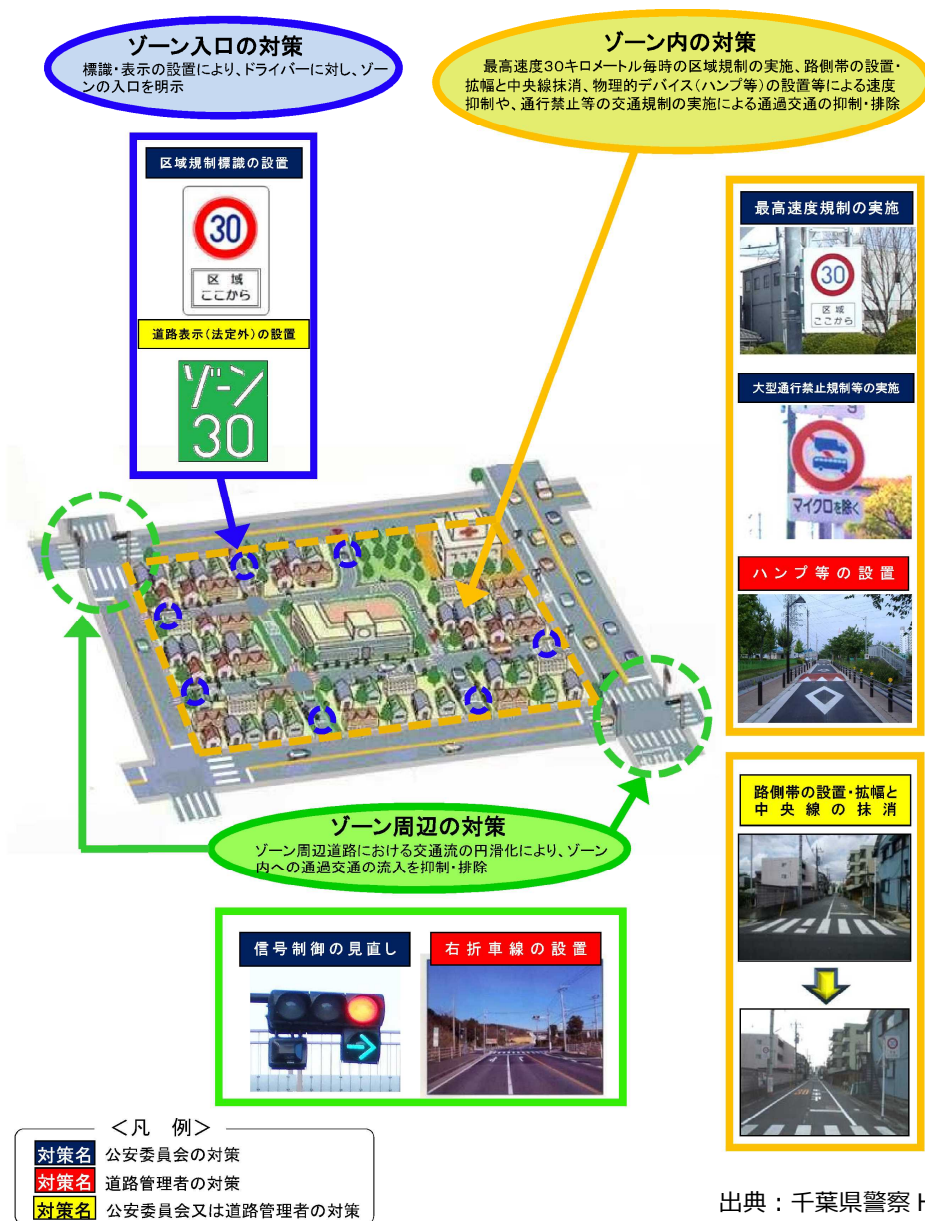 ゾーン入口の対策
標識・表示の設置により、ドライバーに対し、ゾー
ンの入口を明示
ゾーン内の対策
最高速度30キロメートル毎時の区域規制の実施、路側帯の設置・
拡幅と中央線抹消、物理的デバイス(ハンプ等)の設置等による速度
抑制や、通行禁止等の交通規制の実施による通過交通の抑制・排除
区域規制標識の設置
30
区域
ここから
道路表示(法定外)の設置
ゾーン
30
最高速度規制の実施
30
区域
ここから
大型通行禁止規制等の実施
マイクロを除く
ハンプ等の設置
路側帯の設置・拡幅と
中央線の抹消
ゾーン周辺の対策
ゾーン周辺道路における交通流の円滑化により、ゾーン
内への通過交通の流入を抑制・排除
信号制御の見直し
右折車線の設置
<凡 例>
対策名 公安委員会の対策
対策名 道路管理者の対策
対策名 公安委員会又は道路管理者の対策
出典：千葉県警察 H